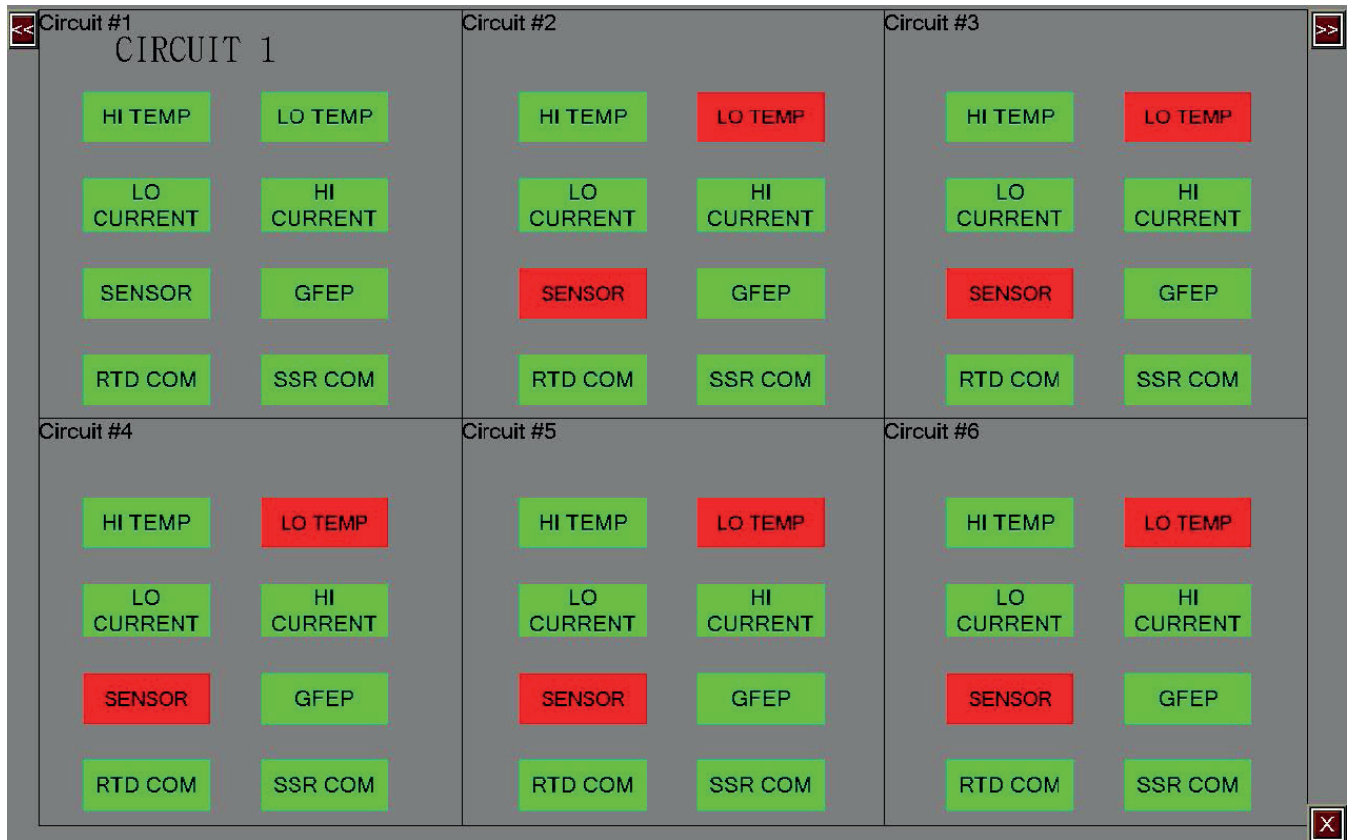 <<
Circuit #1
CIRCUIT 1
HI TEMP
LO TEMP
LO
CURRENT
HI
CURRENT
SENSOR
GFEP
RTD COM
SSR COM
Circuit #2
HI TEMP
LO TEMP
LO
CURRENT
HI
CURRENT
SENSOR
GFEP
RTD COM
SSR COM
Circuit #3
HI TEMP
LO TEMP
LO
CURRENT
HI
CURRENT
SENSOR
GFEP
RTD COM
SSR COM
>>
Circuit #4
HI TEMP
LO TEMP
LO
CURRENT
HI
CURRENT
SENSOR
GFEP
RTD COM
SSR COM
Circuit #5
HI TEMP
LO TEMP
LO
CURRENT
HI
CURRENT
SENSOR
GFEP
RTD COM
SSR COM
Circuit #6
HI TEMP
LO TEMP
LO
CURRENT
HI
CURRENT
SENSOR
GFEP
RTD COM
SSR COM
X